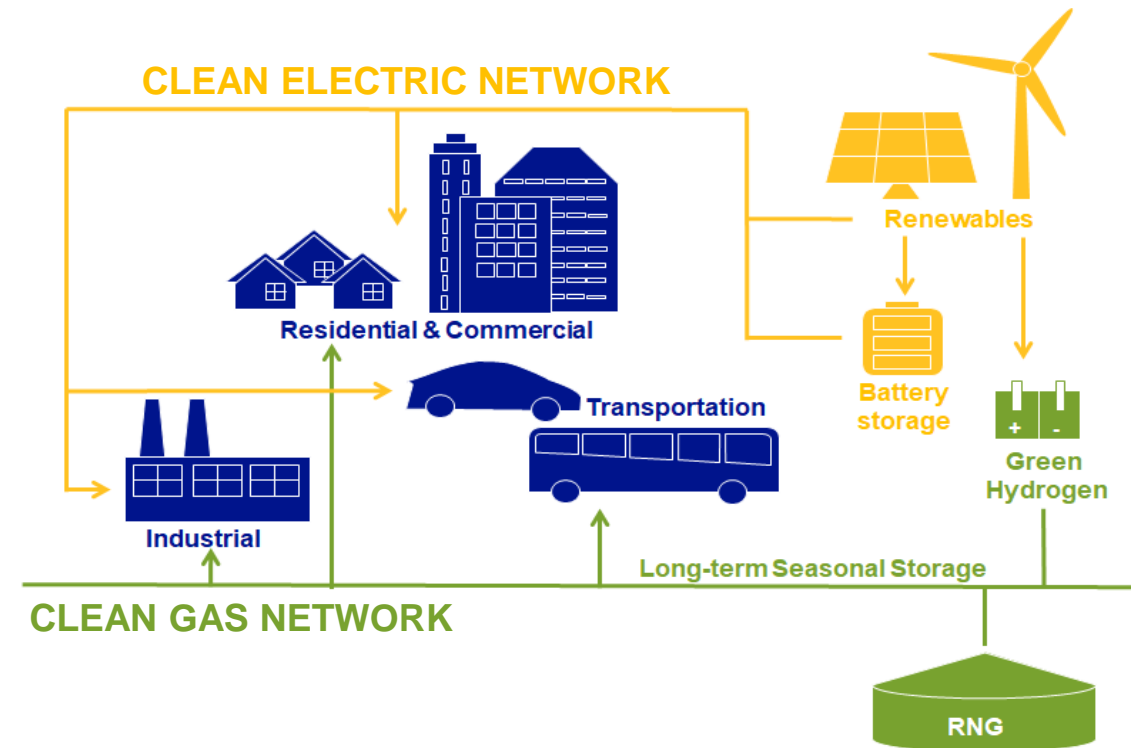 CLEAN ELECTRIC NETWORK
Renewables
Residential & Commercial
Battery
storage
Transportation
+ -
Green
Hydrogen
Industrial
Long-term Seasonal Storage
CLEAN GAS NETWORK
RNG